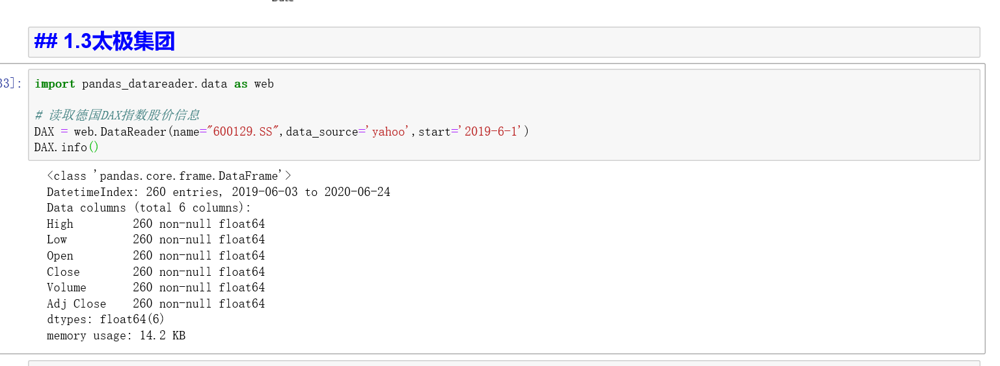 ## 1.3太极集团
33]:
import pandas_datareader.data as web
# 读取德国DAX指数股价信息
DAX = web.DataReader(name="600129.SS",data_source='yahoo',start='2019-6-1')
DAX.info()
<class 'pandas.core.frame.DataFrame'>
DatetimeIndex: 260 entries, 2019-06-03 to 2020-06-24
Data columns (total 6 columns):
High         260 non-null float64
Low          260 non-null float64
Open         260 non-null float64
Close        260 non-null float64
Volume       260 non-null float64
Adj Close    260 non-null float64
dtypes: float64(6)
memory usage: 14.2 KB